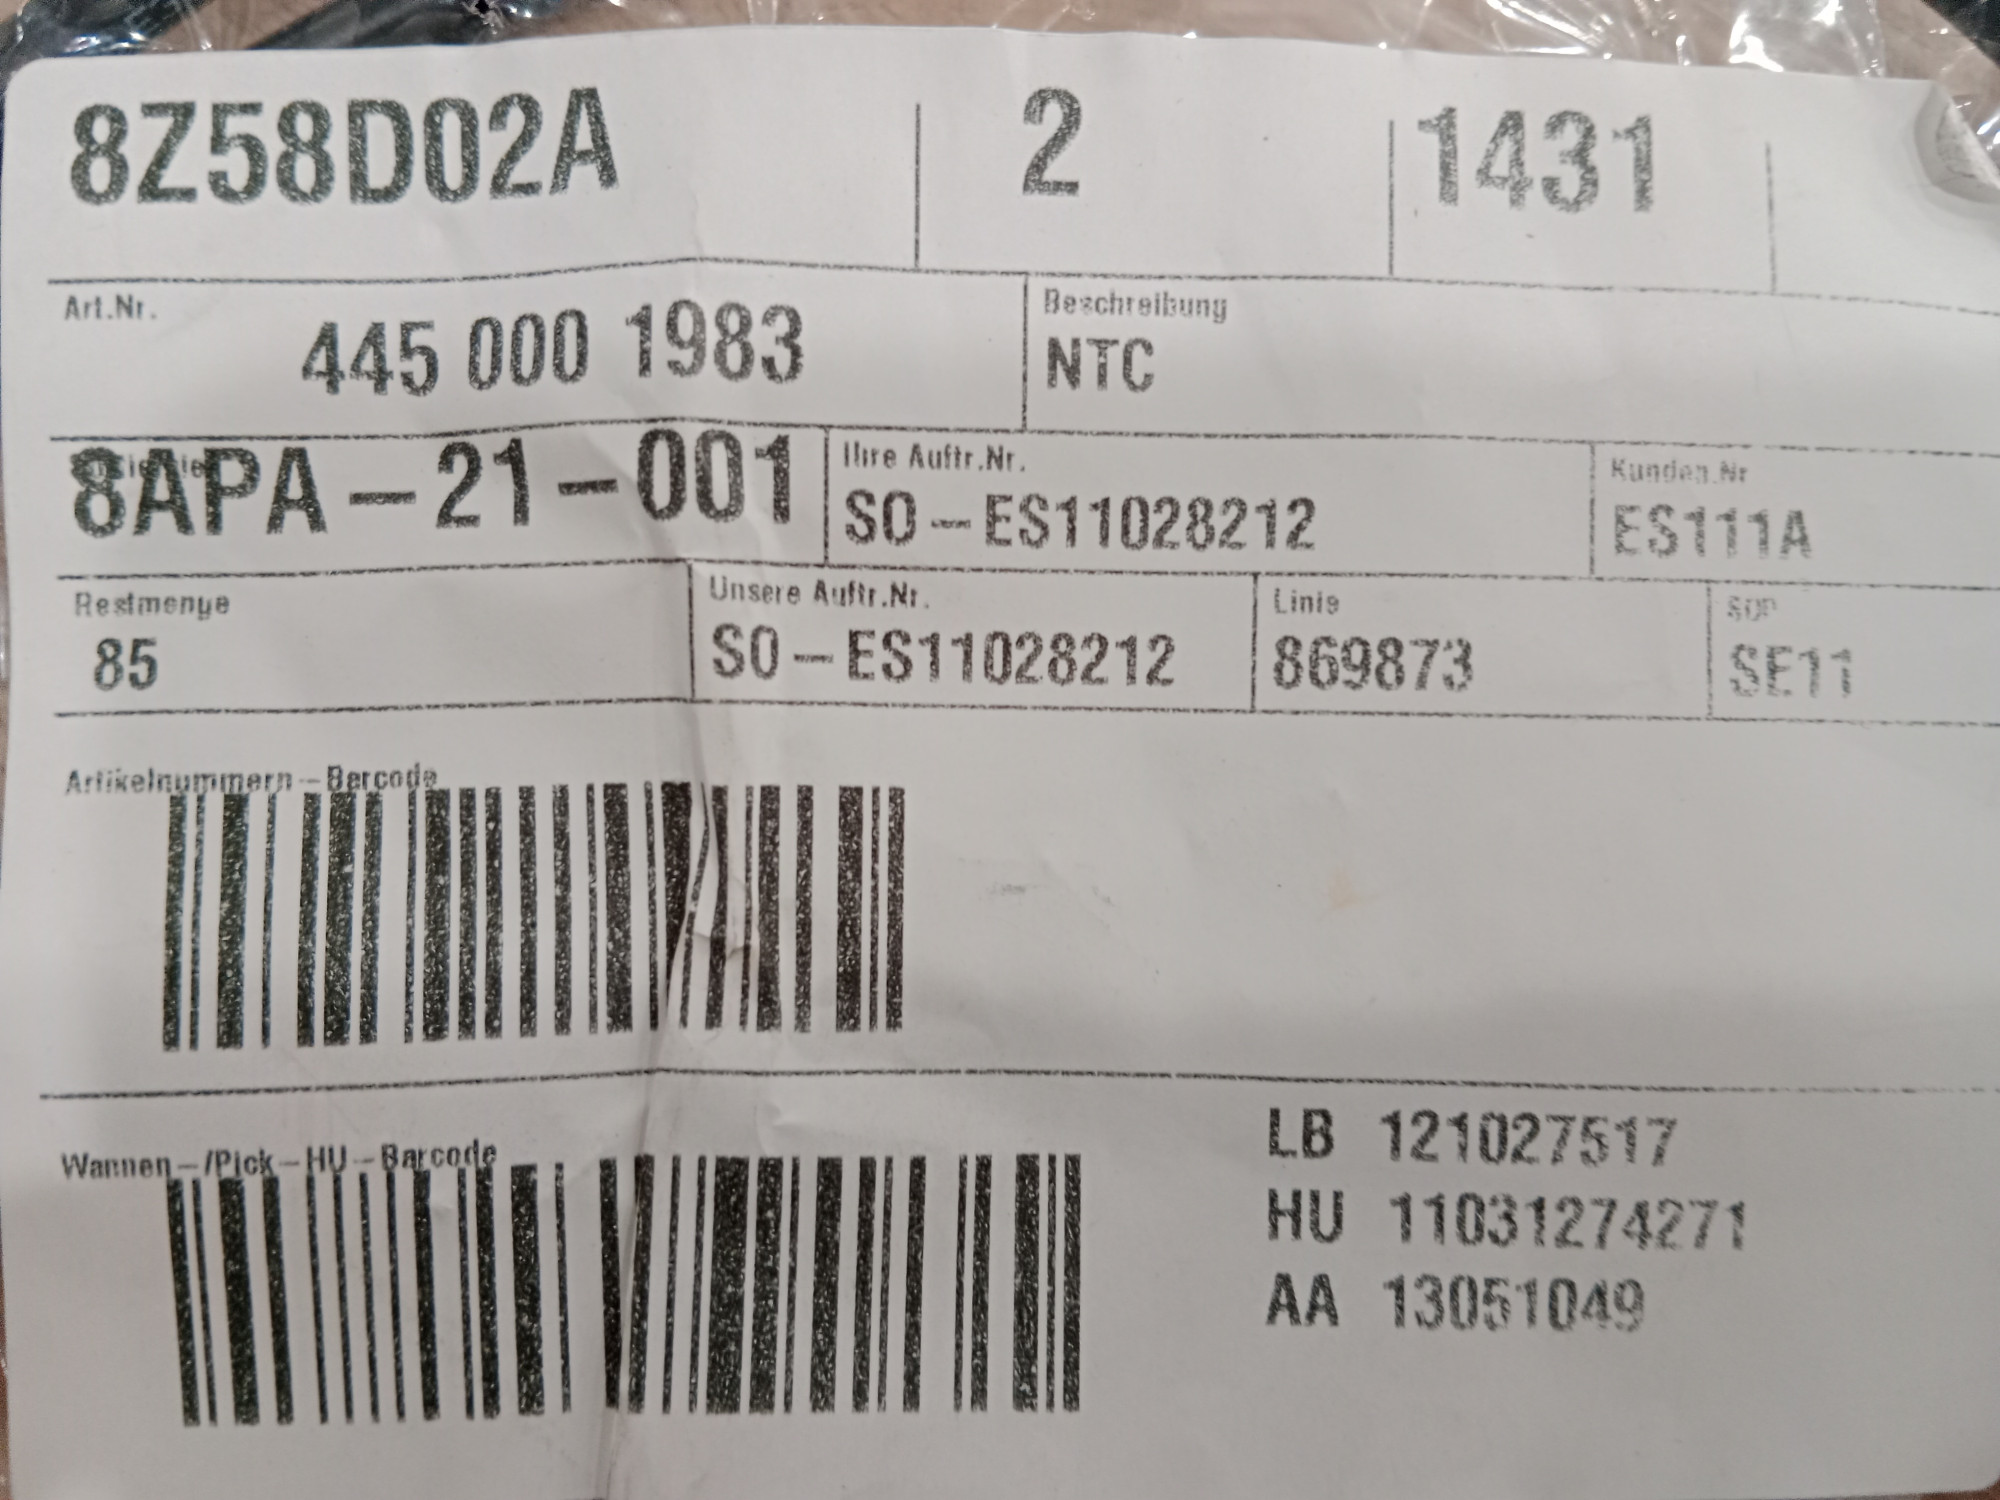 8Z58D02A 2 1431
Art.Nr. Beschreibung
445 000 1983 NTC
8APA-21-001 Ihre Auftr.Nr. Kunden.Nr
SO-ES11028212 ES111A
Restmenge Unsere Auftr.Nr. Linie SOP
85 SO-ES11028212 869873 SE11
Artikelnummern-Barcode
Wannen-/Pick-HU-Barcode
LB 121027517
HU 11031274271
AA 13051049